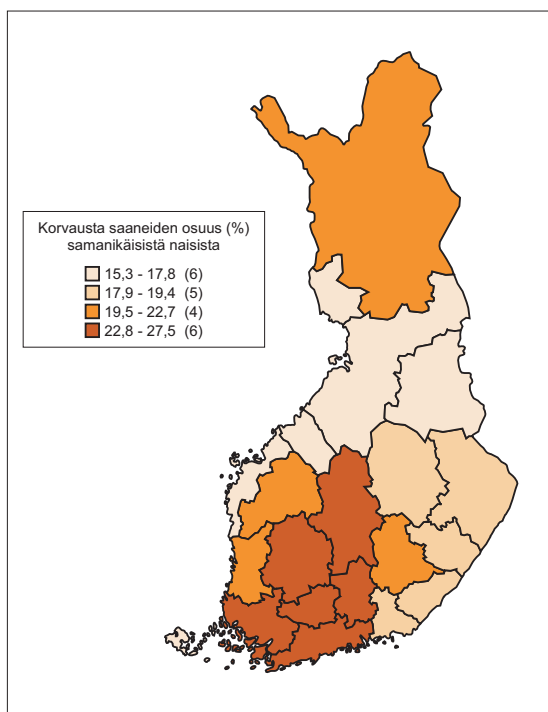 Korvausta saaneiden osuus (%)
samanikäisistä naisista
15,3 - 17,8 (6)
17,9 - 19,4 (5)
19,5 - 22,7 (4)
22,8 - 27,5 (6)